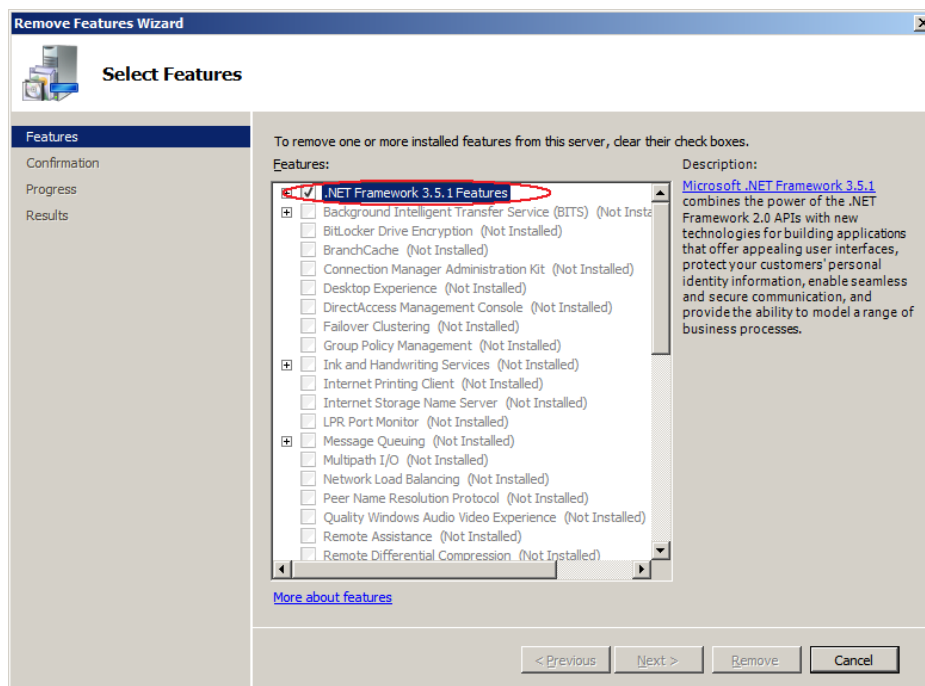 Remove Features Wizard
Select Features
Features
Confirmation
Progress
Results
To remove one or more installed features from this server, clear their check boxes.
Features:
.NET Framework 3.5.1 Features
Background Intelligent Transfer Service (BITS) (Not Insta
BitLocker Drive Encryption (Not Installed)
BranchCache (Not Installed)
Connection Manager Administration Kit (Not Installed)
Desktop Experience (Not Installed)
DirectAccess Management Console (Not Installed)
Failover Clustering (Not Installed)
Group Policy Management (Not Installed)
Ink and Handwriting Services (Not Installed)
Internet Printing Client (Not Installed)
Internet Storage Name Server (Not Installed)
LPR Port Monitor (Not Installed)
Message Queuing (Not Installed)
Multipath I/O (Not Installed)
Network Load Balancing (Not Installed)
Peer Name Resolution Protocol (Not Installed)
Quality Windows Audio Video Experience (Not Installed)
Remote Assistance (Not Installed)
Remote Differential Compression (Not Installed)
More about features
Description:
Microsoft .NET Framework 3.5.1
combines the power of the .NET
Framework 2.0 APIs with new
technologies for building applications
that offer appealing user interfaces,
protect your customers' personal
identity information, enable seamless
and secure communication, and
provide the ability to model a range of
business processes.
< Previous
Next >
Remove
Cancel